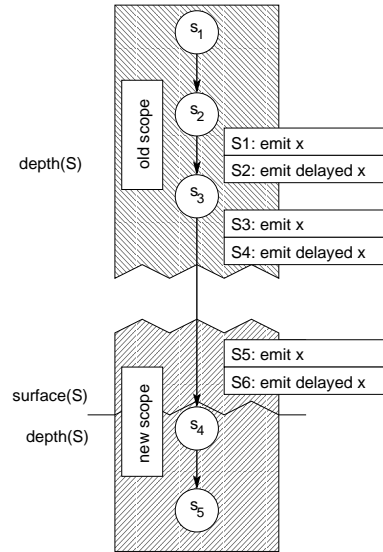 s1
s2
old scope
depth(S)
S1: emit x
S2: emit delayed x
s3
S3: emit x
S4: emit delayed x
S5: emit x
S6: emit delayed x
surface(S)
new scope
s4
depth(S)
s5